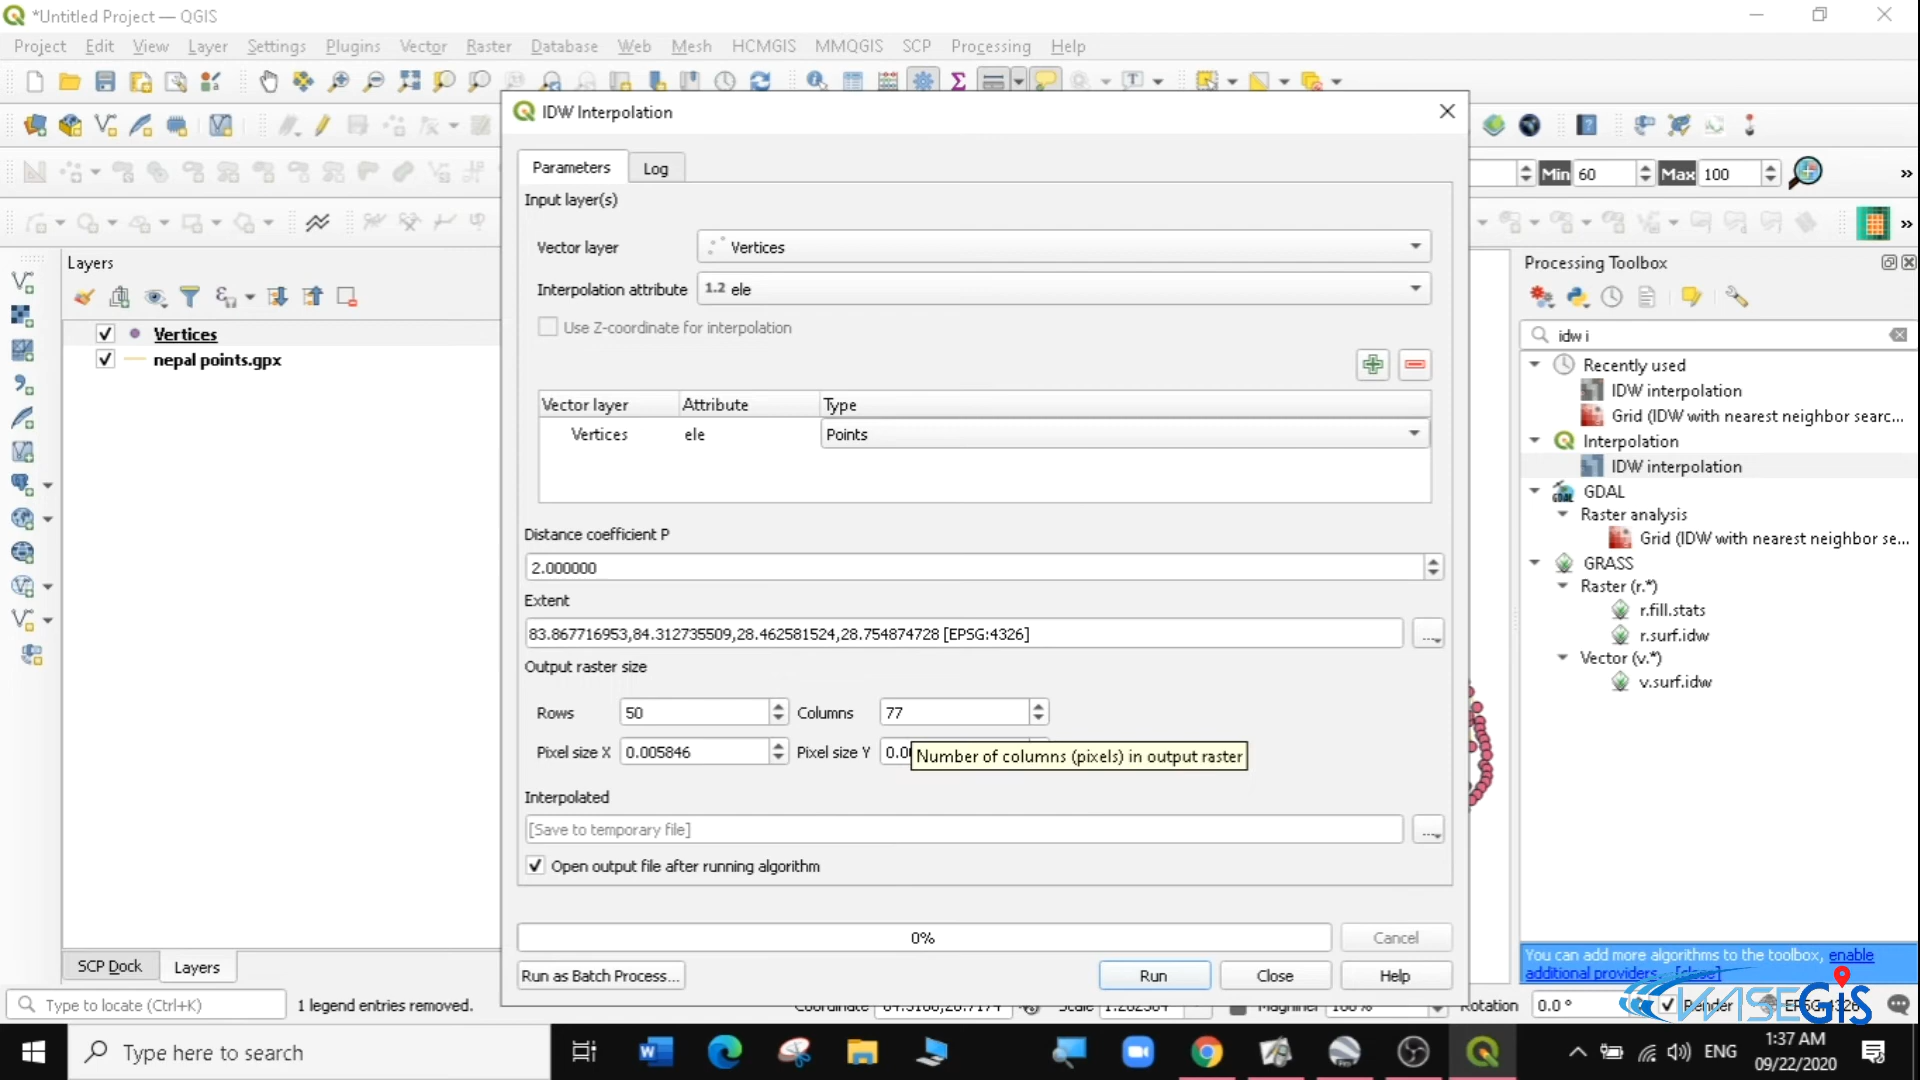 *Untitled Project — QGIS
Project Edit View Layer Settings Plugins Vector Raster Database Web Mesh HCMGIS MMQGIS SCP Processing Help
IDW Interpolation
Parameters
Log
Input layer(s)
Vector layer
Vertices
Interpolation attribute
1.2 ele
Use Z-coordinate for interpolation
Vector layer Attribute Type
Vertices ele Points
Distance coefficient P
2.000000
Extent
83.867716953,84.312735509,28.462581524,28.754874728 [EPSG:4326]
Output raster size
Rows 50 Columns 77
Pixel size X 0.005846 Pixel size Y
Number of columns (pixels) in output raster
Interpolated
[Save to temporary file]
Open output file after running algorithm
0%
Cancel
Run as Batch Process...
Run
Close
Help
Min 60 Max 100
Layers
Vertices
nepal points.gpx
SCP Dock
Layers
Processing Toolbox
idw i
Recently used
IDW interpolation
Grid (IDW with nearest neighbor searc...
Interpolation
IDW interpolation
GDAL
Raster analysis
Grid (IDW with nearest neighbor se...
GRASS
Raster (r.*)
r.fill.stats
r.surf.idw
Vector (v.*)
v.surf.idw
You can add more algorithms to the toolbox, enable
additional providers. [close]
WASEGIS
Type to locate (Ctrl+K)
1 legend entries removed.
Coordinate
Scale
Magnifier 100%
Rotation 0.0 °
Render
EPSG:4326
Type here to search
ENG
1:37 AM
09/22/2020